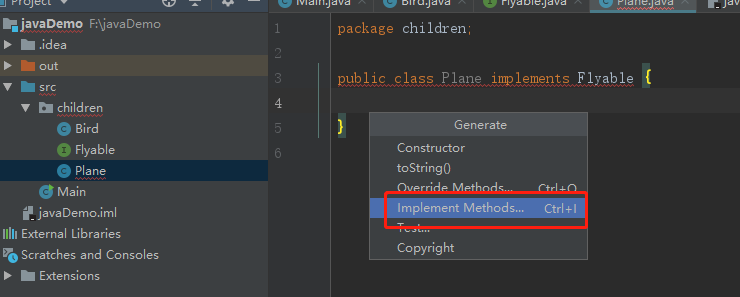 Project
javaDemo F:\javaDemo
.idea
out
src
children
Bird
Flyable
Plane
Main
javaDemo.iml
External Libraries
Scratches and Consoles
Extensions
Main.java
Bird.java
Flyable.java
Plane.java
jav
1 package children;
2
3 public class Plane implements Flyable {
4
5 }
6
Generate
Constructor
toString()
Override Methods... Ctrl+O
Implement Methods... Ctrl+I
Test...
Copyright